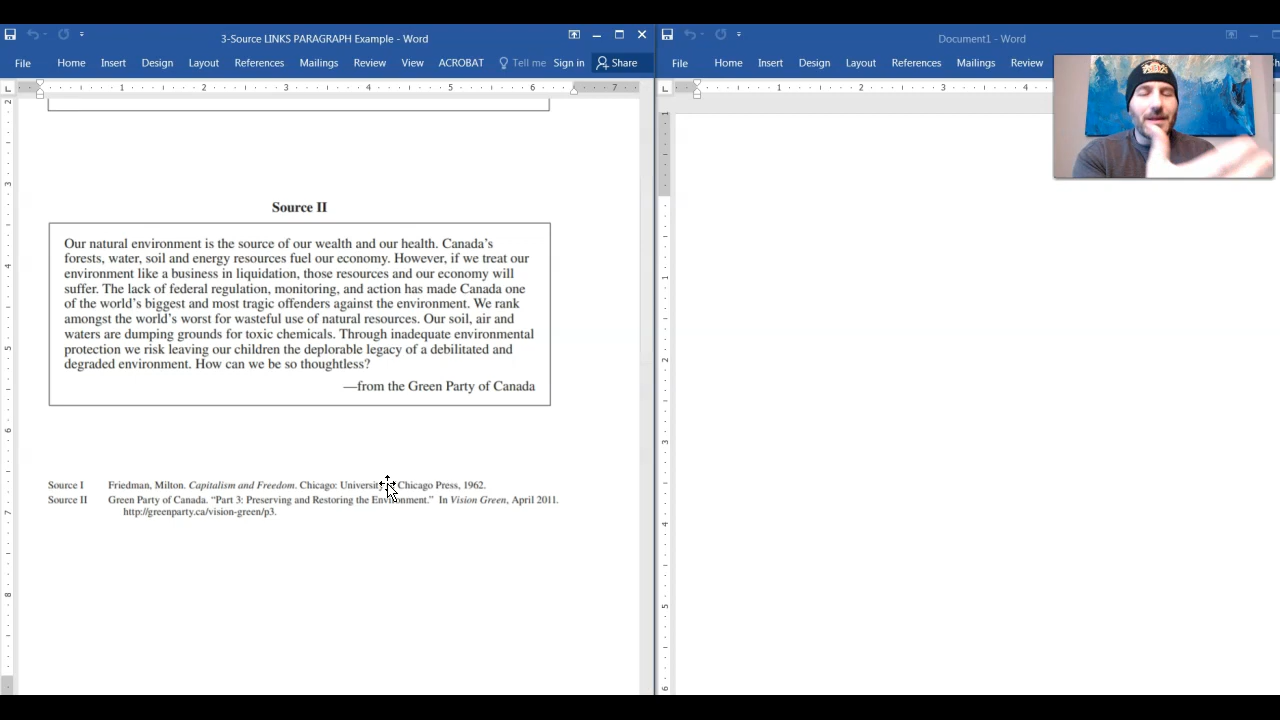 3-Source LINKS PARAGRAPH Example - Word
File Home Insert Design Layout References Mailings Review View ACROBAT Tell me Sign in Share
Document1 - Word
File Home Insert Design Layout References Mailings Review
Source II
Our natural environment is the source of our wealth and our health. Canada's
forests, water, soil and energy resources fuel our economy. However, if we treat our
environment like a business in liquidation, those resources and our economy will
suffer. The lack of federal regulation, monitoring, and action has made Canada one
of the world's biggest and most tragic offenders against the environment. We rank
amongst the world's worst for wasteful use of natural resources. Our soil, air and
waters are dumping grounds for toxic chemicals. Through inadequate environmental
protection we risk leaving our children the deplorable legacy of a debilitated and
degraded environment. How can we be so thoughtless?
—from the Green Party of Canada
Source I Friedman, Milton. Capitalism and Freedom. Chicago: University Chicago Press, 1962.
Source II Green Party of Canada. “Part 3: Preserving and Restoring the Environment.” In Vision Green, April 2011.
http://greenparty.ca/vision-green/p3.